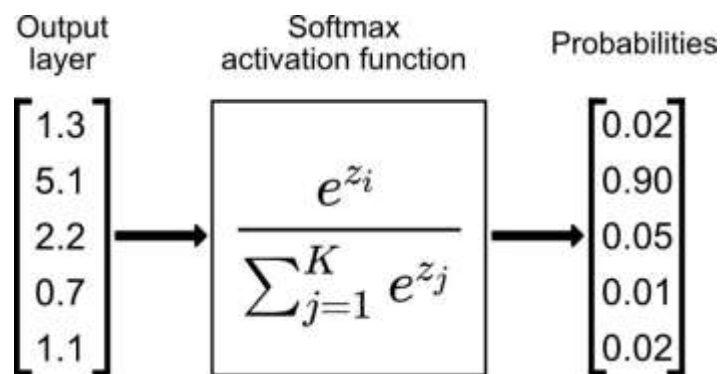 Output
layer
Softmax
activation function
Probabilities
1.3
5.1
2.2
0.7
1.1
e^{z_i}
\sum_{j=1}^{K} e^{z_j}
0.02
0.90
0.05
0.01
0.02